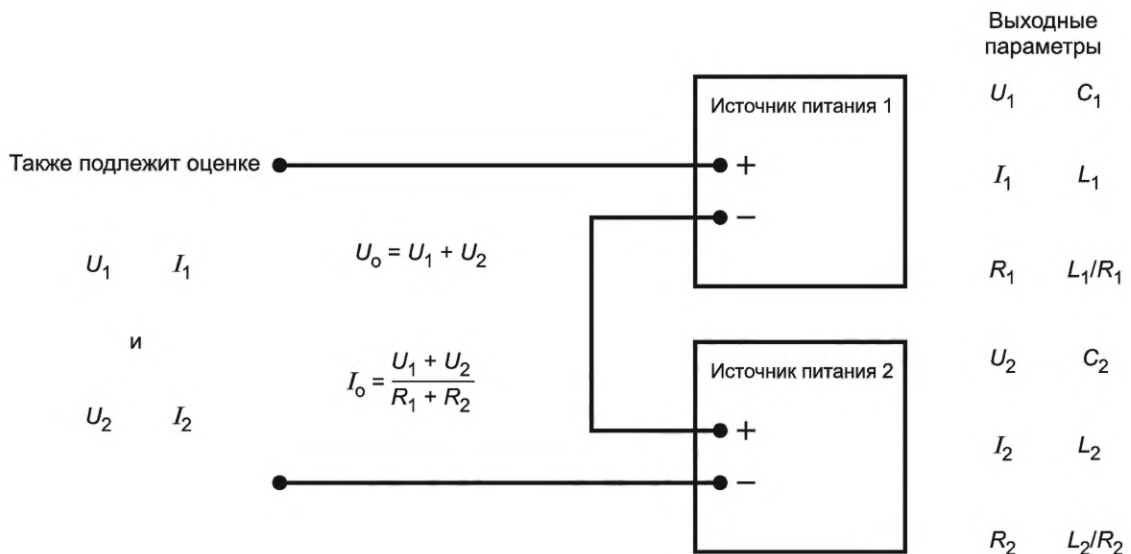 Выходные
параметры
Источник питания 1
U₁ C₁
Также подлежит оценке
+
I₁ L₁
−
U₁ I₁
Uₒ = U₁ + U₂
R₁ L₁/R₁
и
Iₒ = (U₁ + U₂)/(R₁ + R₂)
Источник питания 2
U₂ C₂
U₂ I₂
+
I₂ L₂
−
R₂ L₂/R₂